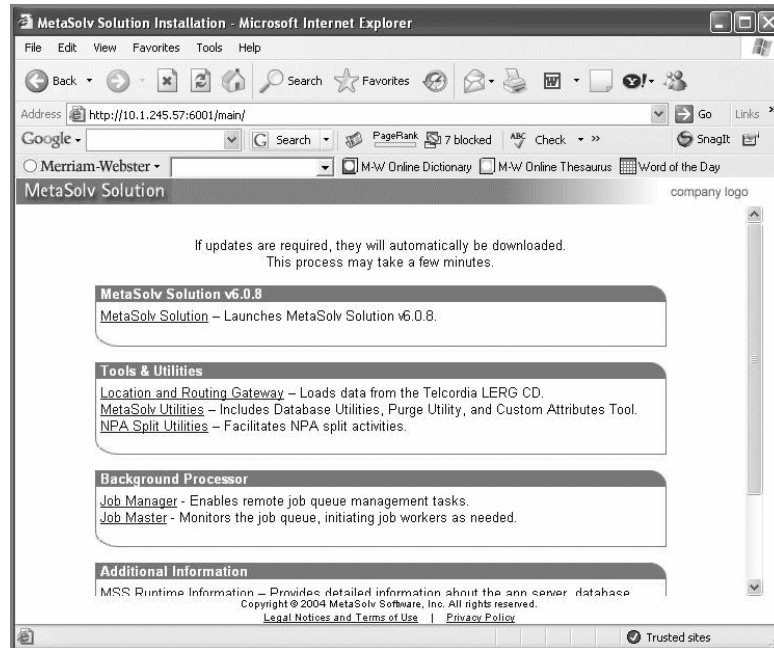 MetaSolv Solution Installation - Microsoft Internet Explorer
File Edit View Favorites Tools Help
Back Search Favorites
Address http://10.1.245.57:6001/main/ Go Links »
Google Search PageRank 7 blocked ABC Check » SnagIt
Merriam-Webster M-W Online Dictionary M-W Online Thesaurus Word of the Day
MetaSolv Solution company logo
If updates are required, they will automatically be downloaded.
This process may take a few minutes.
MetaSolv Solution v6.0.8
MetaSolv Solution – Launches MetaSolv Solution v6.0.8.
Tools & Utilities
Location and Routing Gateway – Loads data from the Telcordia LERG CD.
MetaSolv Utilities – Includes Database Utilities, Purge Utility, and Custom Attributes Tool.
NPA Split Utilities – Facilitates NPA split activities.
Background Processor
Job Manager - Enables remote job queue management tasks.
Job Master - Monitors the job queue, initiating job workers as needed.
Additional Information
MSS Runtime Information – Provides detailed information about the app server, database
Copyright © 2004 MetaSolv Software, Inc. All rights reserved.
Legal Notices and Terms of Use | Privacy Policy
Trusted sites